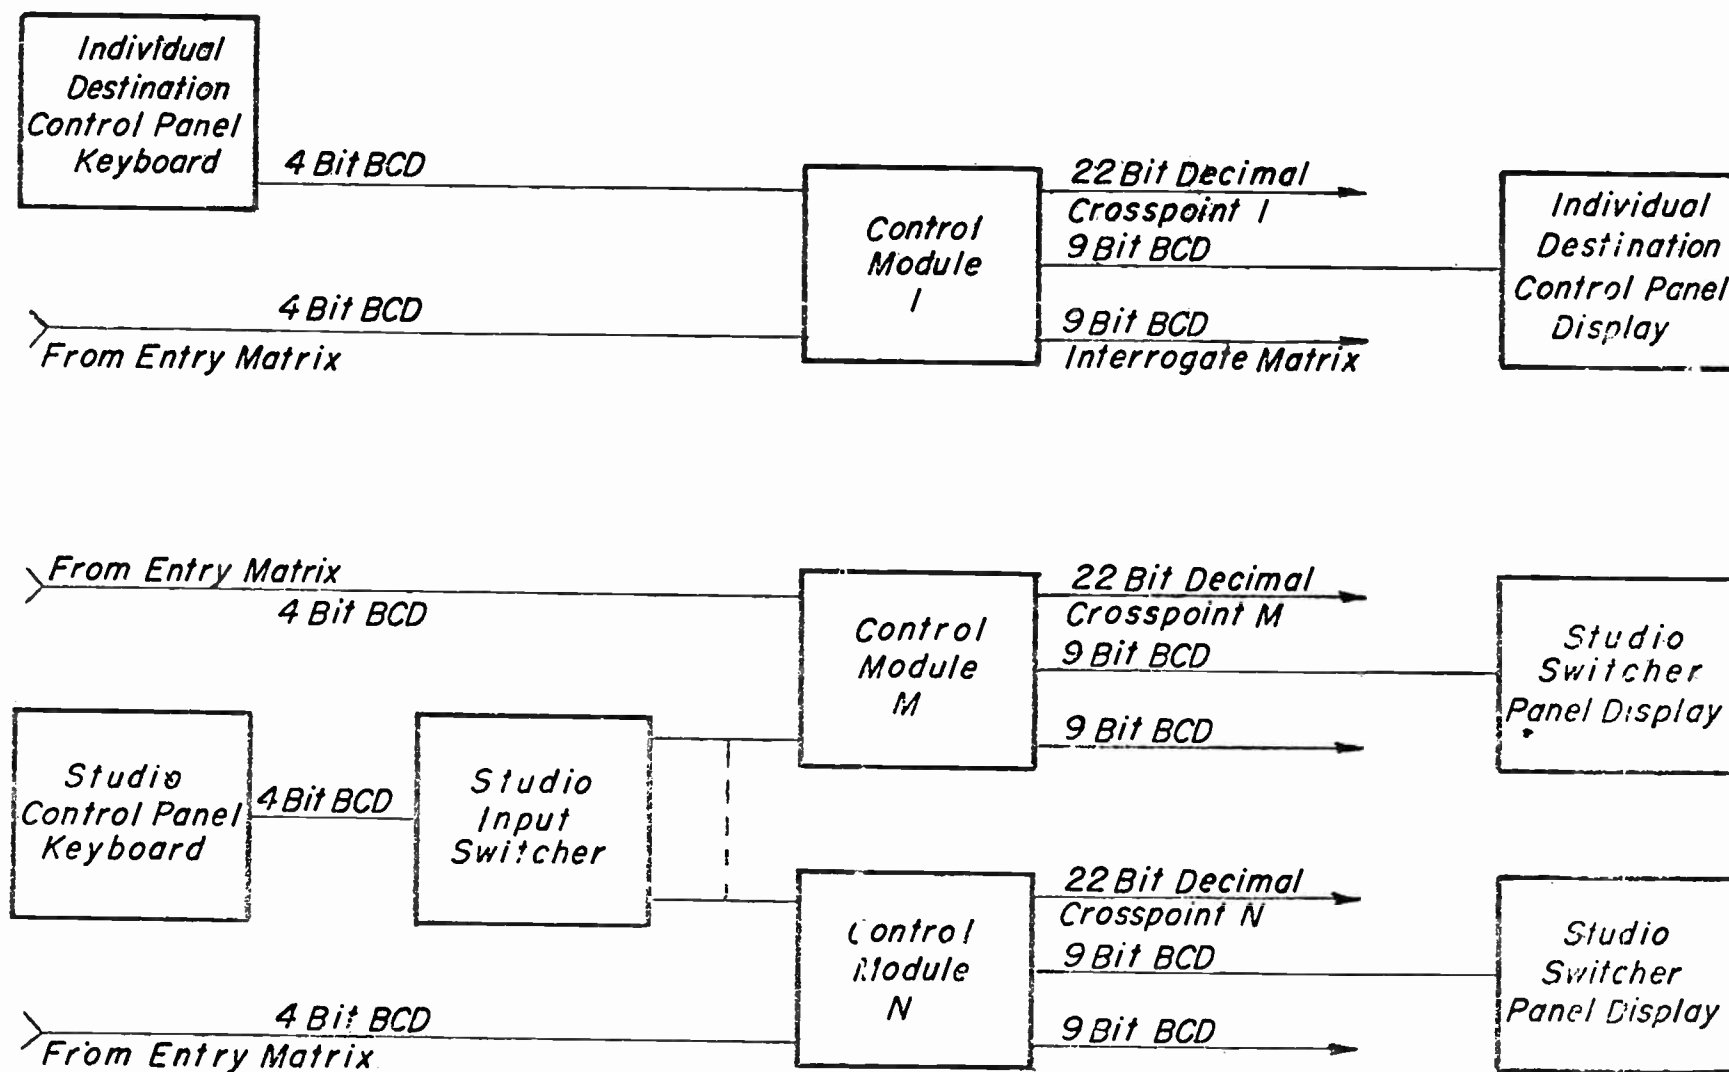 Individual
Destination
Control Panel
Keyboard
4 Bit BCD
4 Bit BCD
From Entry Matrix
Control
Module
I
22 Bit Decimal
Crosspoint I
9 Bit BCD
9 Bit BCD
Interrogate Matrix
Individual
Destination
Control Panel
Display
From Entry Matrix
4 Bit BCD
Studio
Control Panel
Keyboard
4 Bit BCD
Studio
Input
Switcher
Control
Module
M
22 Bit Decimal
Crosspoint M
9 Bit BCD
9 Bit BCD
Studio
Switcher
Panel Display
4 Bit BCD
From Entry Matrix
Control
Module
N
22 Bit Decimal
Crosspoint N
9 Bit BCD
9 Bit BCD
Studio
Switcher
Panel Display